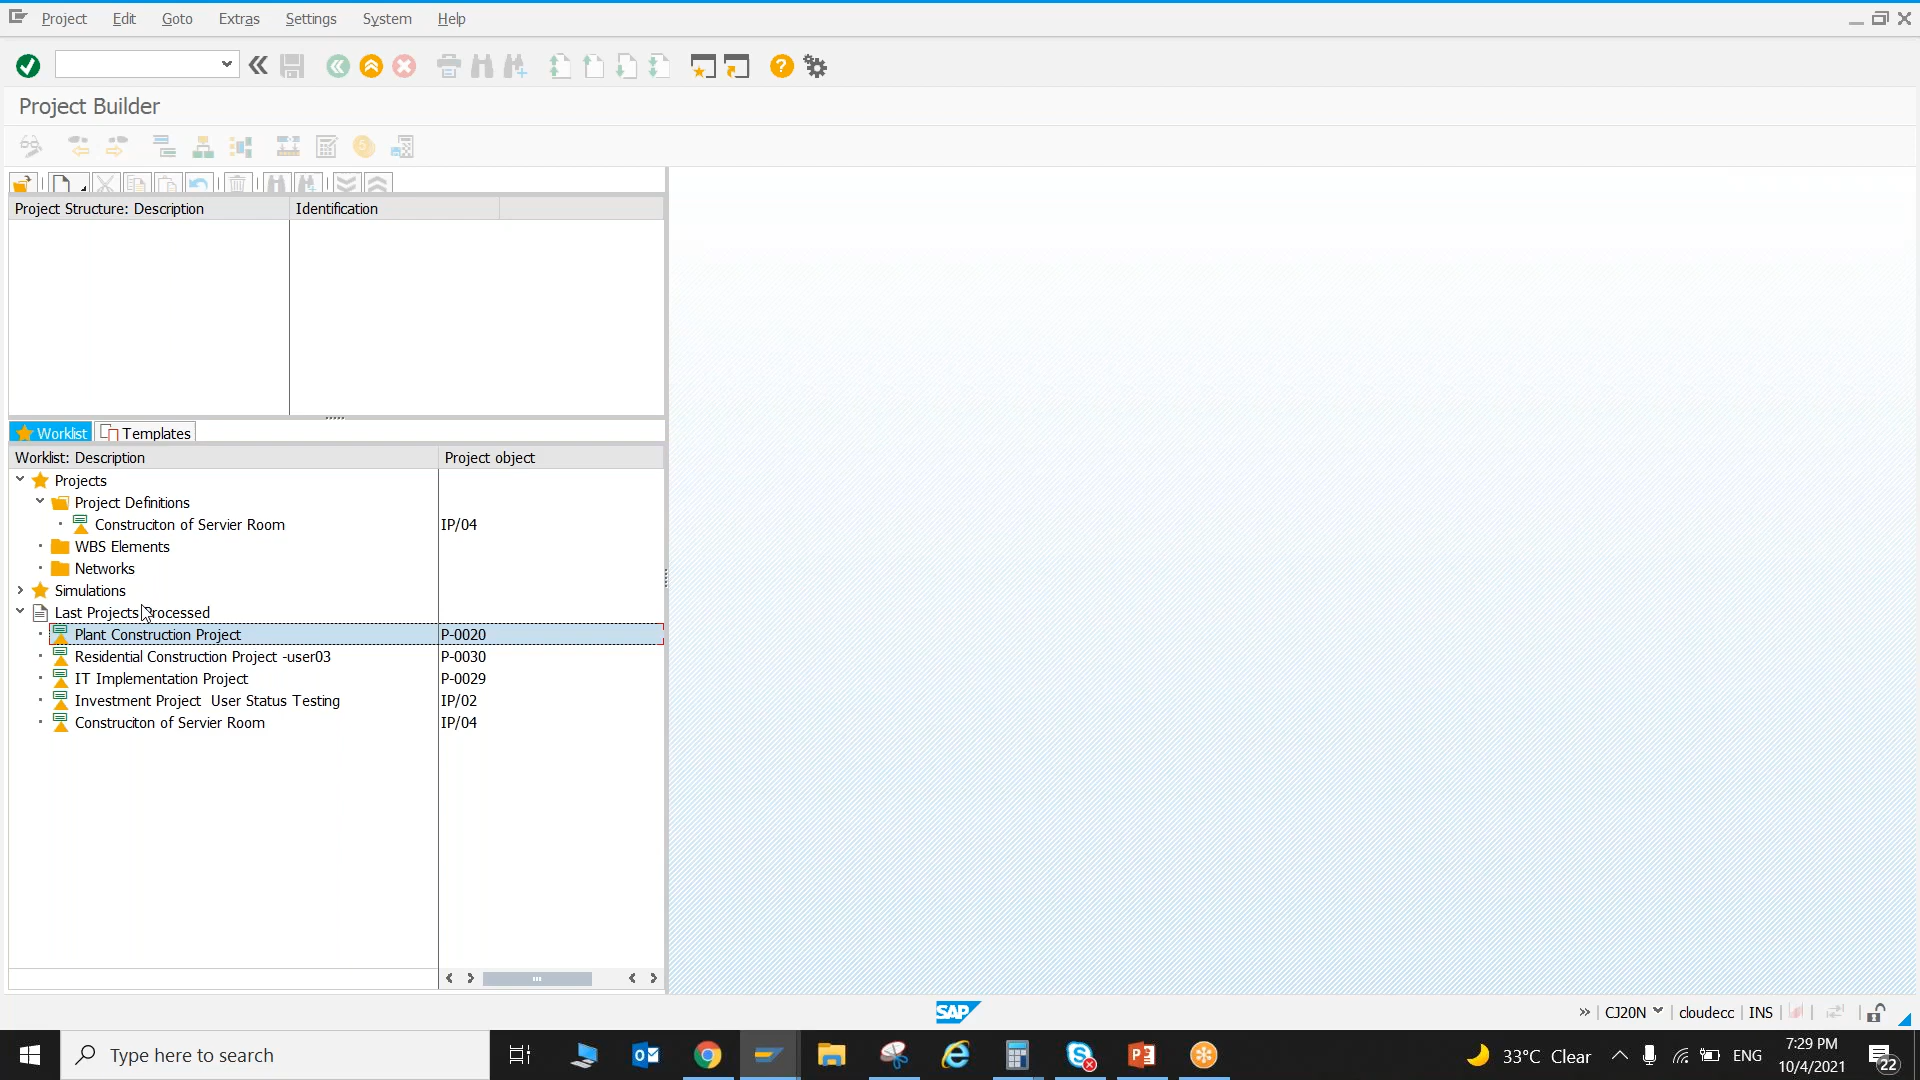 Project Edit Goto Extras Settings System Help
Project Builder
Project Structure: Description Identification
Worklist Templates
Worklist: Description Project object
Projects
Project Definitions
Construciton of Servier Room IP/04
WBS Elements
Networks
Simulations
Last Projects Processed
Plant Construction Project P-0020
Residential Construction Project -user03 P-0030
IT Implementation Project P-0029
Investment Project User Status Testing IP/02
Construciton of Servier Room IP/04
SAP
CJ20N cloudecc INS
Type here to search
33°C Clear ENG
7:29 PM
10/4/2021
22